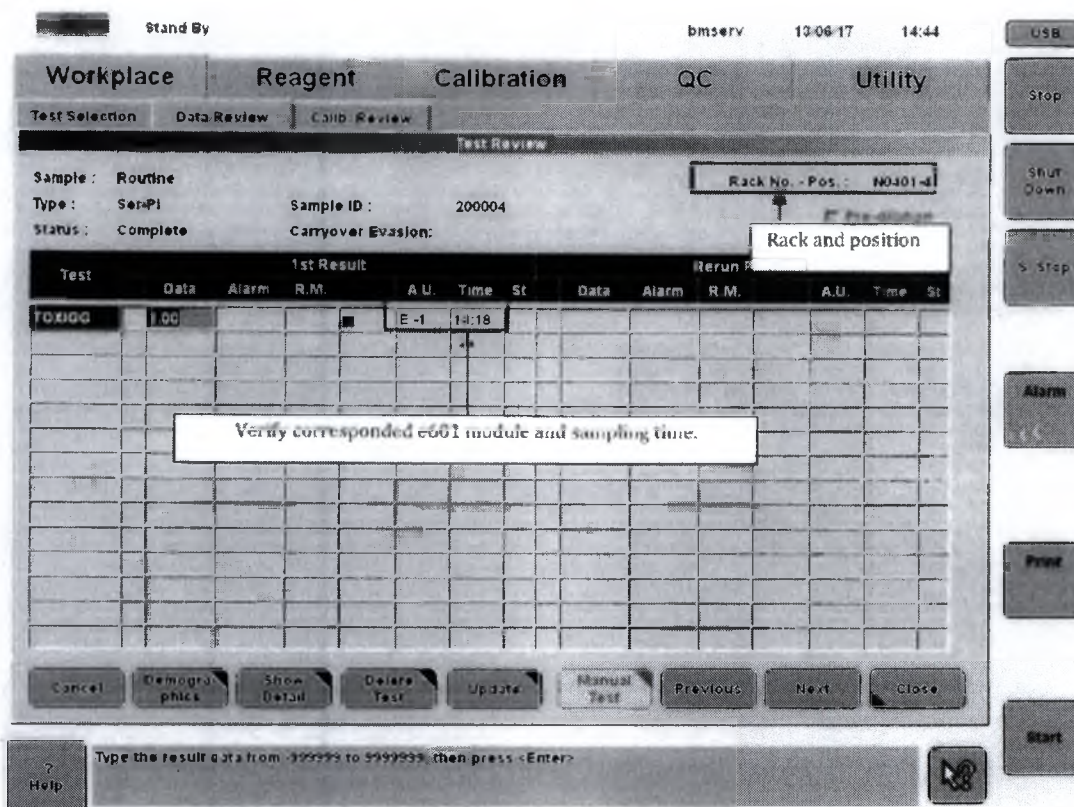 Stand By bmserv 13/06/17 14:44
USB
Workplace Reagent Calibration QC Utility
Stop
Test Selection Data Review Calib. Review
Test Review
Sample : Routine Rack No. - Pos. : N0401-4
Shut Down
Type : Ser/Pl Sample ID : 200004
Pre-dilution
Status : Complete Carryover Evasion:
Rack and position
S. Stop
Test 1st Result Rerun
Data Alarm R.M. A.U. Time St Data Alarm R.M. A.U. Time St
TOXIGG 1.00 E -1 14:18
Alarm
Verify corresponded e601 module and sampling time.
Print
Cancel Demographics Show Detail Delete Test Update Manual Test Previous Next Close
Start
? Help
Type the result data from -999999 to 9999999, then press <Enter>